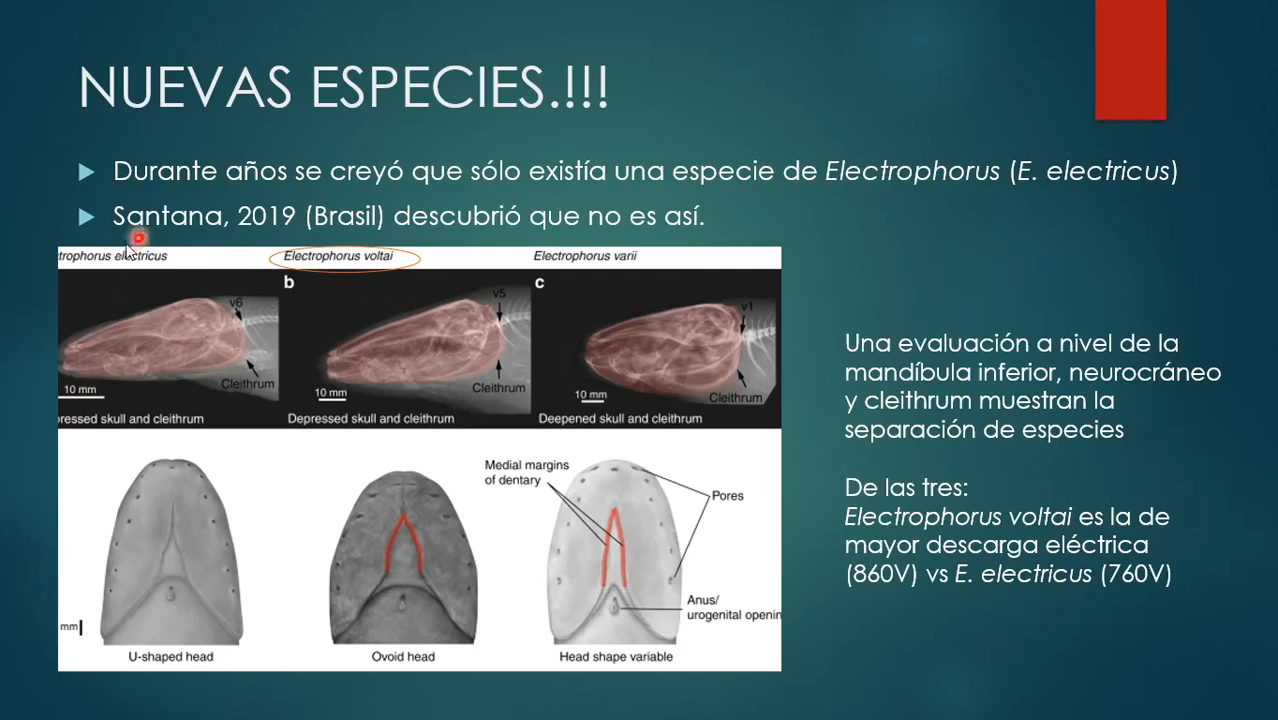 NUEVAS ESPECIES.!!!
Durante años se creyó que sólo existía una especie de Electrophorus (E. electricus)
Santana, 2019 (Brasil) descubrió que no es así.
trophorus electricus Electrophorus voltai Electrophorus varii
b c
v6 v5 v1
Cleithrum Cleithrum Cleithrum
10 mm 10 mm 10 mm
pressed skull and cleithrum Depressed skull and cleithrum Deepened skull and cleithrum
Medial margins
of dentary
Pores
Anus/
urogenital openin
mm
U-shaped head Ovoid head Head shape variable
Una evaluación a nivel de la
mandíbula inferior, neurocráneo
y cleithrum muestran la
separación de especies
De las tres:
Electrophorus voltai es la de
mayor descarga eléctrica
(860V) vs E. electricus (760V)